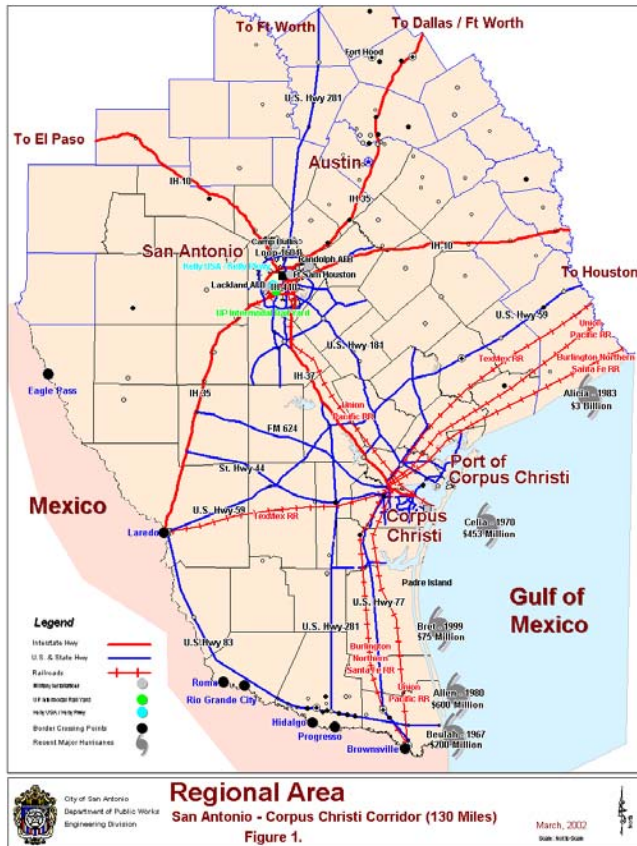 To Ft Worth
To Dallas / Ft Worth
Fort Hood
U.S. Hwy 281
To El Paso
Austin
IH-10
IH-35
San Antonio
Camp Bullis
Loop 1604
Randolph AFB
IH-10
Ft Sam Houston
To Houston
Lackland AFB
IH-410
UP Intermodal Rail Yard
U.S. Hwy 59
U.S. Hwy-181
Union
Pacific RR
TexMex RR
Burlington Northern
Santa Fe RR
Eagle Pass
IH-37
IH-35
Alicia - 1983
$3 Billion
Union
Pacific RR
FM 624
St. Hwy-44
Port of
Corpus Christi
Mexico
U.S. Hwy-59
Corpus
Christi
TexMex RR
Laredo
Celia - 1970
$453-Million
Padre Island
Gulf of
Mexico
U.S. Hwy-77
Legend
U.S. Hwy-281
Bret - 1999
$75-Million
Interstate Hwy
U.S. & State Hwy
Railroads
U.S. Hwy 83
Burlington
Northern
Santa Fe RR
Roma
Union
Pacific RR
Allen - 1980
$600-Million
Rio Grande City
Border Crossing Points
Recent Major Hurricanes
Hidalgo
Progresso
Beulah - 1967
$200-Million
Brownsville
City of San Antonio
Department of Public Works
Engineering Division
Regional Area
San Antonio - Corpus Christi Corridor (130 Miles)
Figure 1.
March, 2002